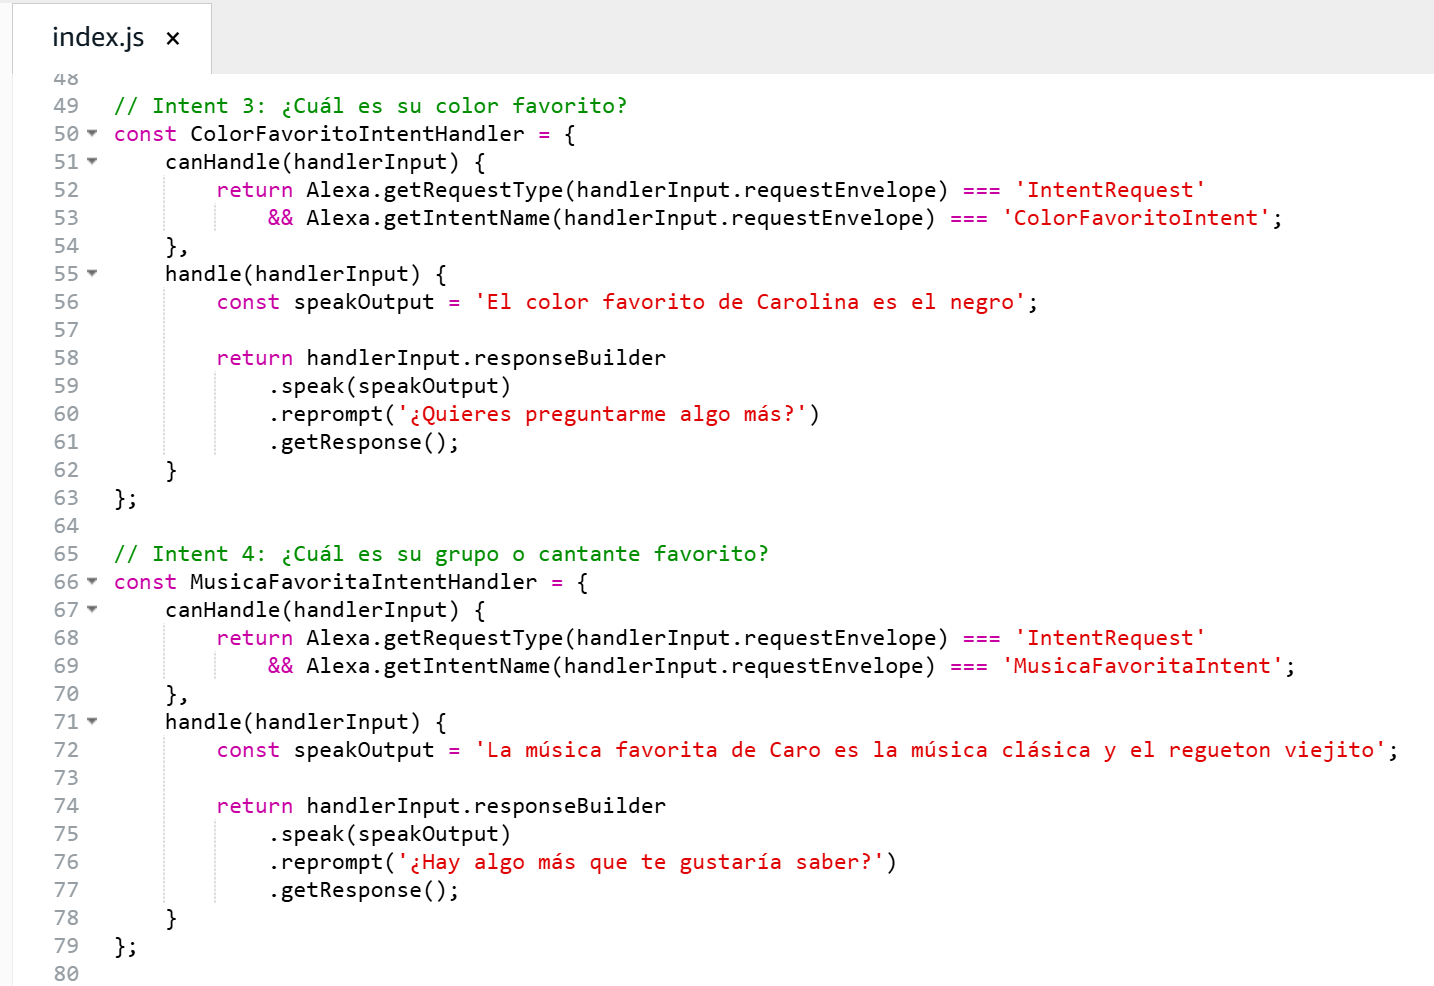 index.js ×
48
49 // Intent 3: ¿Cuál es su color favorito?
50 const ColorFavoritoIntentHandler = {
51     canHandle(handlerInput) {
52         return Alexa.getRequestType(handlerInput.requestEnvelope) === 'IntentRequest'
53             && Alexa.getIntentName(handlerInput.requestEnvelope) === 'ColorFavoritoIntent';
54     },
55     handle(handlerInput) {
56         const speakOutput = 'El color favorito de Carolina es el negro';
57
58         return handlerInput.responseBuilder
59             .speak(speakOutput)
60             .reprompt('¿Quieres preguntarme algo más?')
61             .getResponse();
62     }
63 };
64
65 // Intent 4: ¿Cuál es su grupo o cantante favorito?
66 const MusicaFavoritaIntentHandler = {
67     canHandle(handlerInput) {
68         return Alexa.getRequestType(handlerInput.requestEnvelope) === 'IntentRequest'
69             && Alexa.getIntentName(handlerInput.requestEnvelope) === 'MusicaFavoritaIntent';
70     },
71     handle(handlerInput) {
72         const speakOutput = 'La música favorita de Caro es la música clásica y el regueton viejito';
73
74         return handlerInput.responseBuilder
75             .speak(speakOutput)
76             .reprompt('¿Hay algo más que te gustaría saber?')
77             .getResponse();
78     }
79 };
80